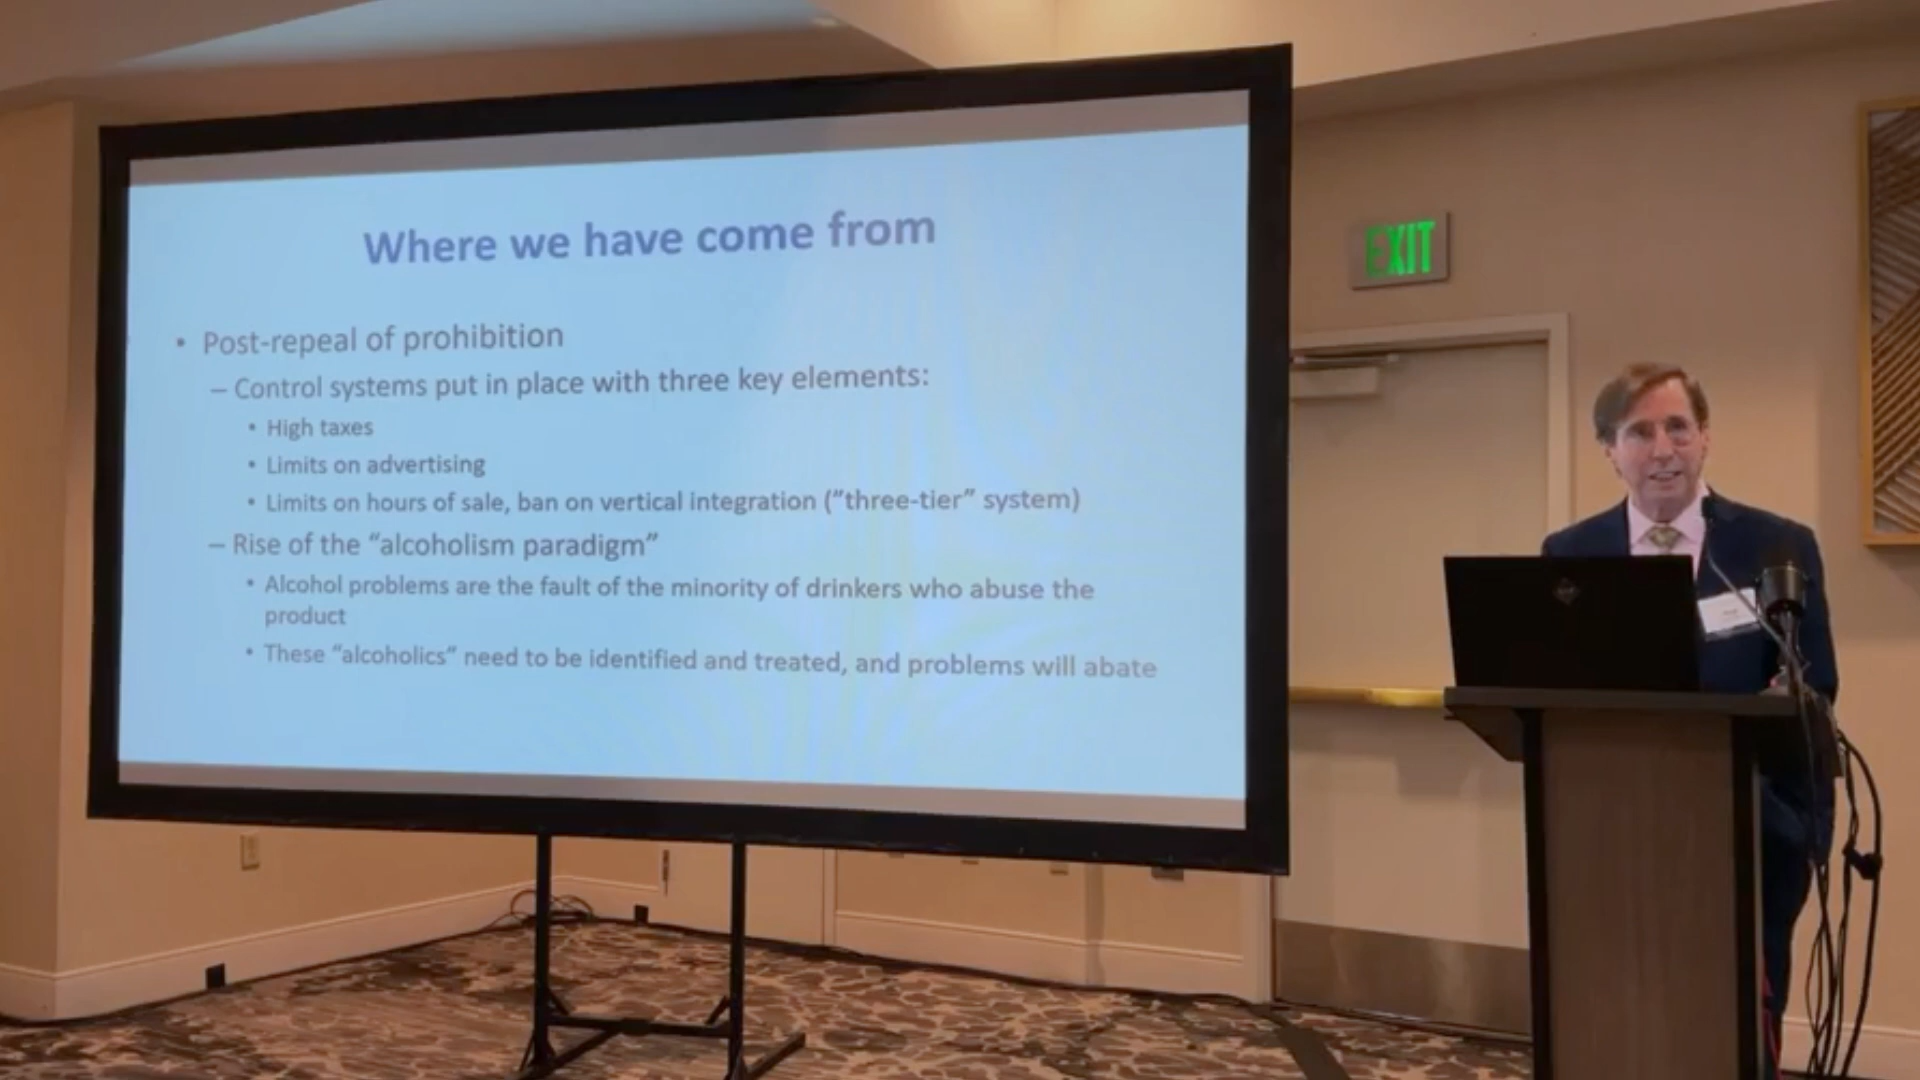 Where we have come from
• Post-repeal of prohibition
– Control systems put in place with three key elements:
• High taxes
• Limits on advertising
• Limits on hours of sale, ban on vertical integration (“three-tier” system)
– Rise of the “alcoholism paradigm”
• Alcohol problems are the fault of the minority of drinkers who abuse the
product
• These “alcoholics” need to be identified and treated, and problems will abate
EXIT